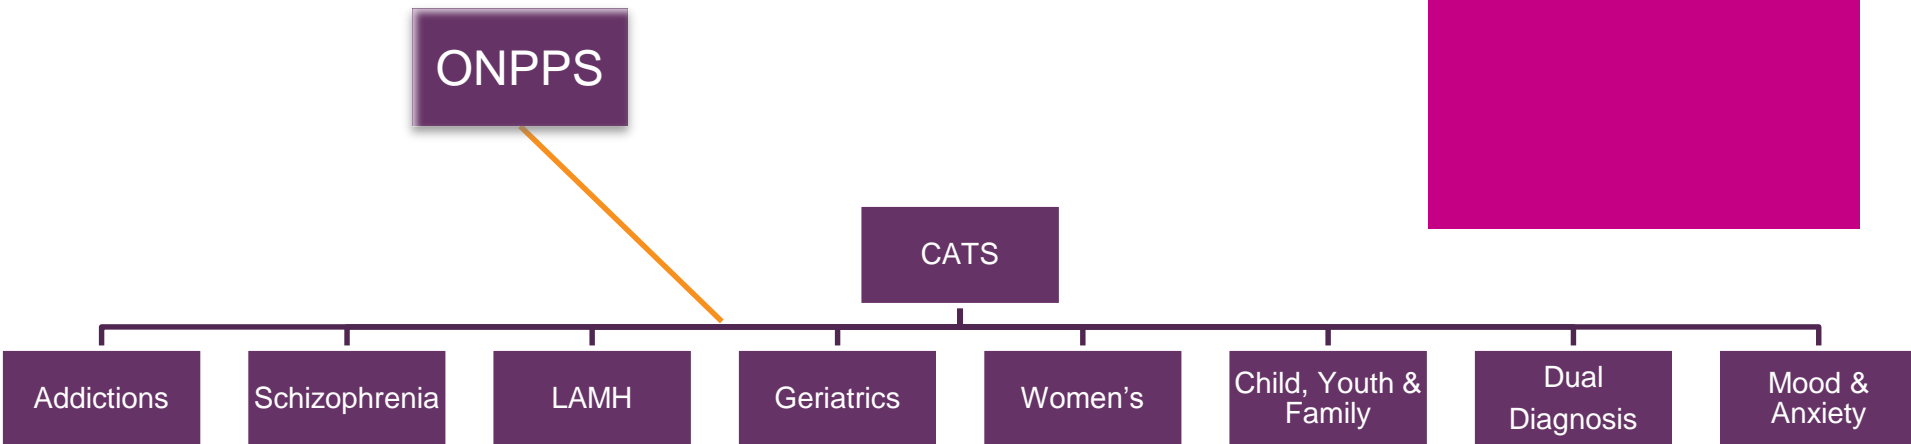 ONPPS
CATS
Addictions
Schizophrenia
LAMH
Geriatrics
Women's
Child, Youth &
Family
Dual
Diagnosis
Mood &
Anxiety